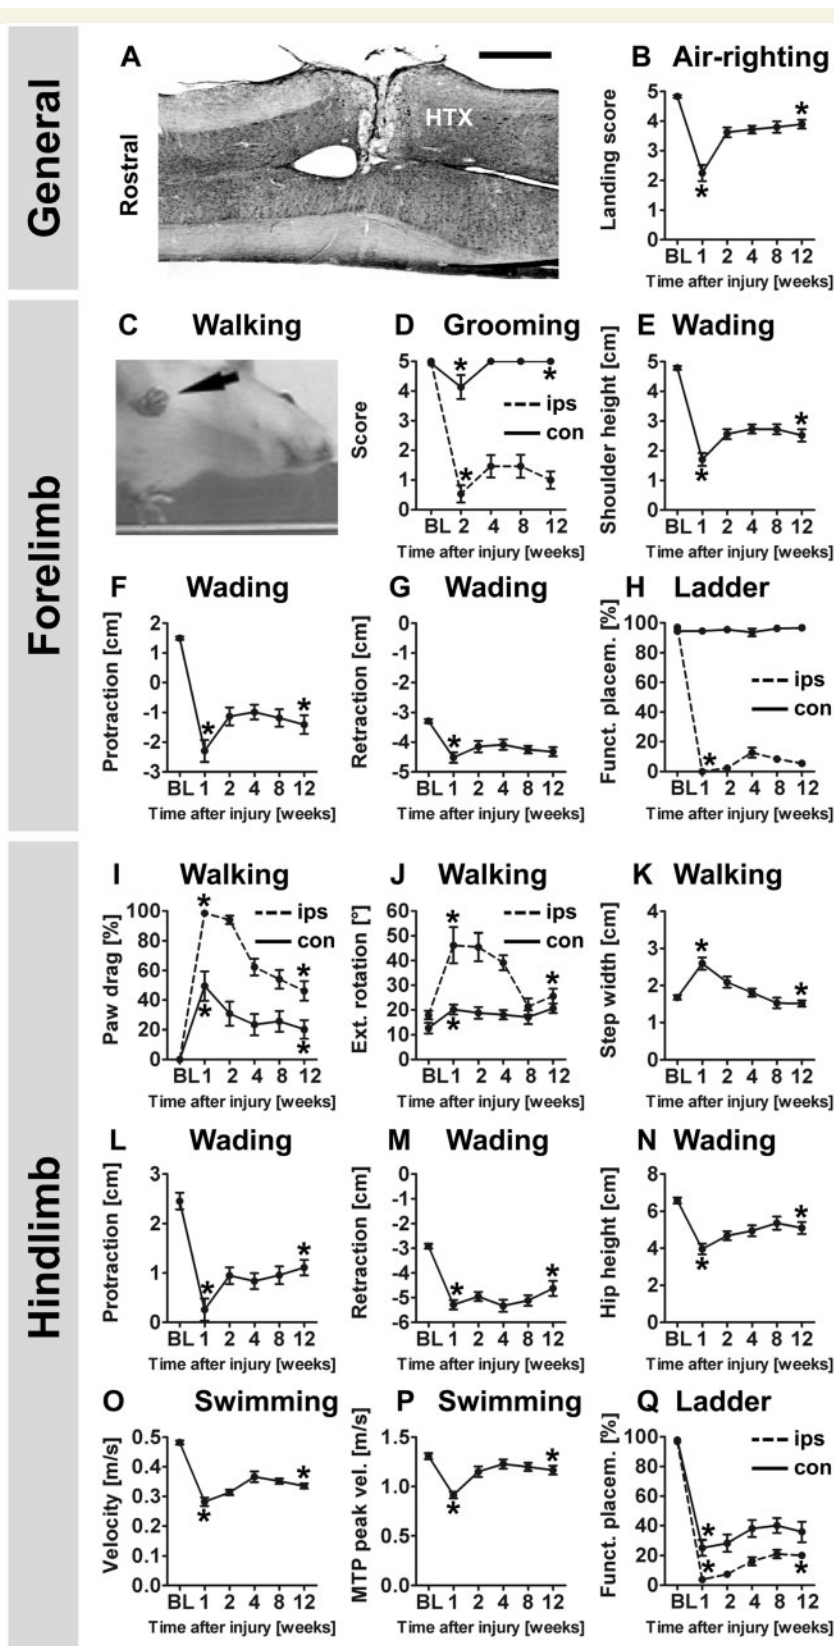 General
A
Rostral
HTX
B Air-righting
Landing score
5
4
3
2
1
0
*
*
BL 1 2 4 8 12
Time after injury [weeks]
Forelimb
C Walking
D Grooming
Score
5
4
3
2
1
0
*
*
*
ips
con
BL 2 4 8 12
Time after injury [weeks]
E Wading
Shoulder height [cm]
5
4
3
2
1
0
*
*
BL 1 2 4 8 12
Time after injury [weeks]
F Wading
Protraction [cm]
2
1
0
-1
-2
-3
*
*
BL 1 2 4 8 12
Time after injury [weeks]
G Wading
Retraction [cm]
0
-1
-2
-3
-4
-5
*
BL 1 2 4 8 12
Time after injury [weeks]
H Ladder
Funct. placem. [%]
100
80
60
40
20
0
ips
con
*
BL 1 2 4 8 12
Time after injury [weeks]
Hindlimb
I Walking
Paw drag [%]
100
80
60
40
20
0
*
*
*
*
ips
con
BL 1 2 4 8 12
Time after injury [weeks]
J Walking
Ext. rotation [°]
60
50
40
30
20
10
0
*
*
*
ips
con
BL 1 2 4 8 12
Time after injury [weeks]
K Walking
Step width [cm]
4
3
2
1
0
*
*
BL 1 2 4 8 12
Time after injury [weeks]
L Wading
Protraction [cm]
3
2
1
0
*
*
BL 1 2 4 8 12
Time after injury [weeks]
M Wading
Retraction [cm]
0
-1
-2
-3
-4
-5
-6
*
*
BL 1 2 4 8 12
Time after injury [weeks]
N Wading
Hip height [cm]
8
6
4
2
0
*
*
BL 1 2 4 8 12
Time after injury [weeks]
O Swimming
Velocity [m/s]
0.5
0.4
0.3
0.2
0.1
0.0
*
*
BL 1 2 4 8 12
Time after injury [weeks]
P Swimming
MTP peak vel. [m/s]
1.5
1.0
0.5
0.0
*
*
BL 1 2 4 8 12
Time after injury [weeks]
Q Ladder
Funct. placem. [%]
100
80
60
40
20
0
ips
con
*
*
*
BL 1 2 4 8 12
Time after injury [weeks]